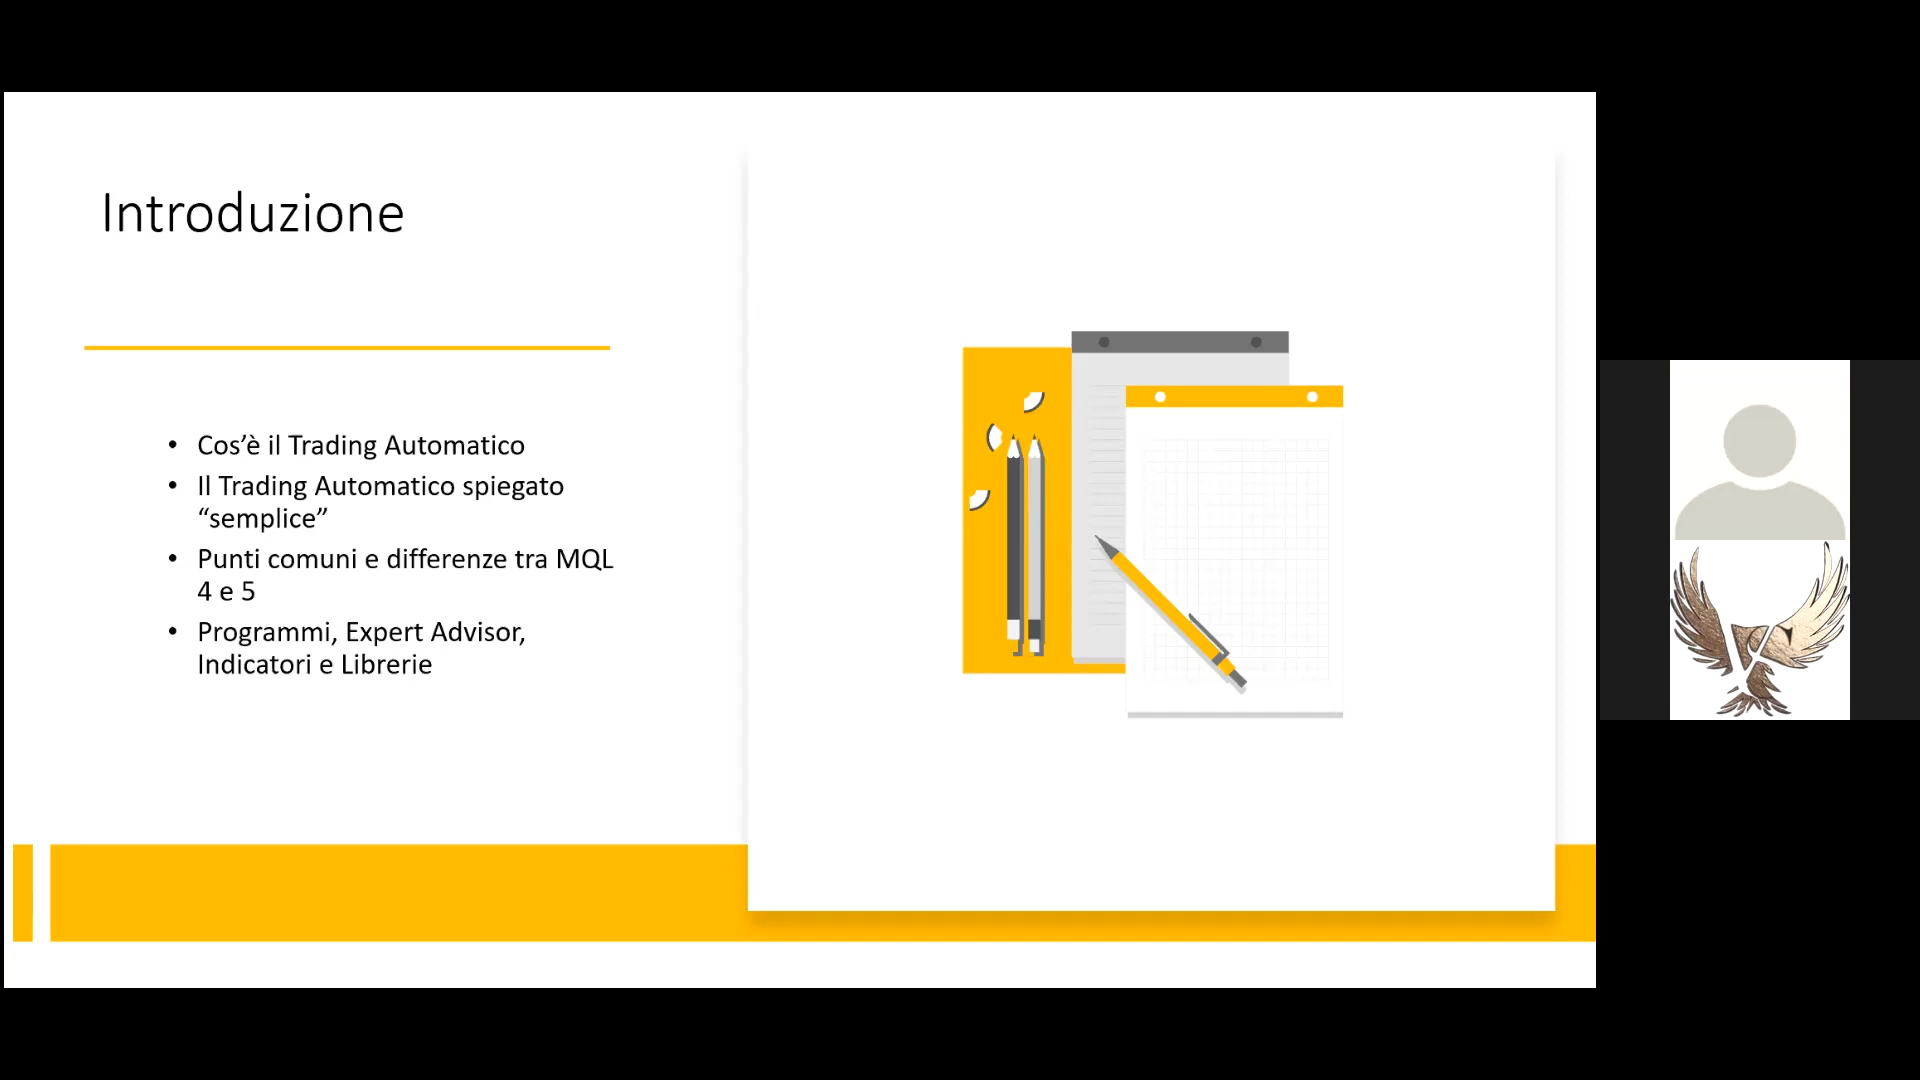 Introduzione
• Cos’è il Trading Automatico
• Il Trading Automatico spiegato
“semplice”
• Punti comuni e differenze tra MQL
4 e 5
• Programmi, Expert Advisor,
Indicatori e Librerie